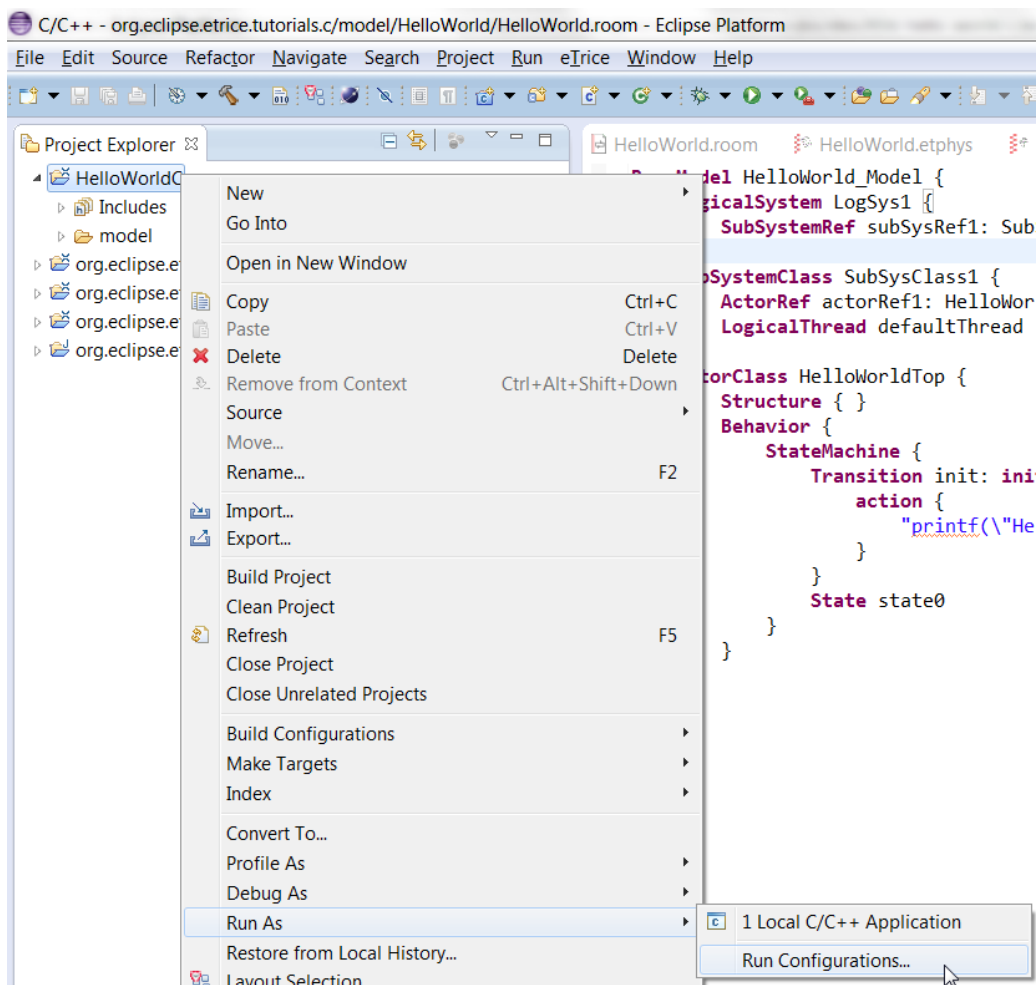 C/C++ - org.eclipse.etrice.tutorials.c/model/HelloWorld/HelloWorld.room - Eclipse Platform
File Edit Source Refactor Navigate Search Project Run eTrice Window Help
Project Explorer
HelloWorldC
Includes
model
org.eclipse.e
org.eclipse.e
org.eclipse.e
org.eclipse.e
New
Go Into
Open in New Window
Copy Ctrl+C
Paste Ctrl+V
Delete Delete
Remove from Context Ctrl+Alt+Shift+Down
Source
Move...
Rename... F2
Import...
Export...
Build Project
Clean Project
Refresh F5
Close Project
Close Unrelated Projects
Build Configurations
Make Targets
Index
Convert To...
Profile As
Debug As
Run As
Restore from Local History...
Layout Selection
1 Local C/C++ Application
Run Configurations...
HelloWorld.room HelloWorld.etphys
del HelloWorld_Model {
gicalSystem LogSys1 {
SubSystemRef subSysRef1: Sub
SystemClass SubSysClass1 {
ActorRef actorRef1: HelloWor
LogicalThread defaultThread
torClass HelloWorldTop {
Structure { }
Behavior {
StateMachine {
Transition init: ini
action {
"printf(\"He
}
}
State state0
}
}